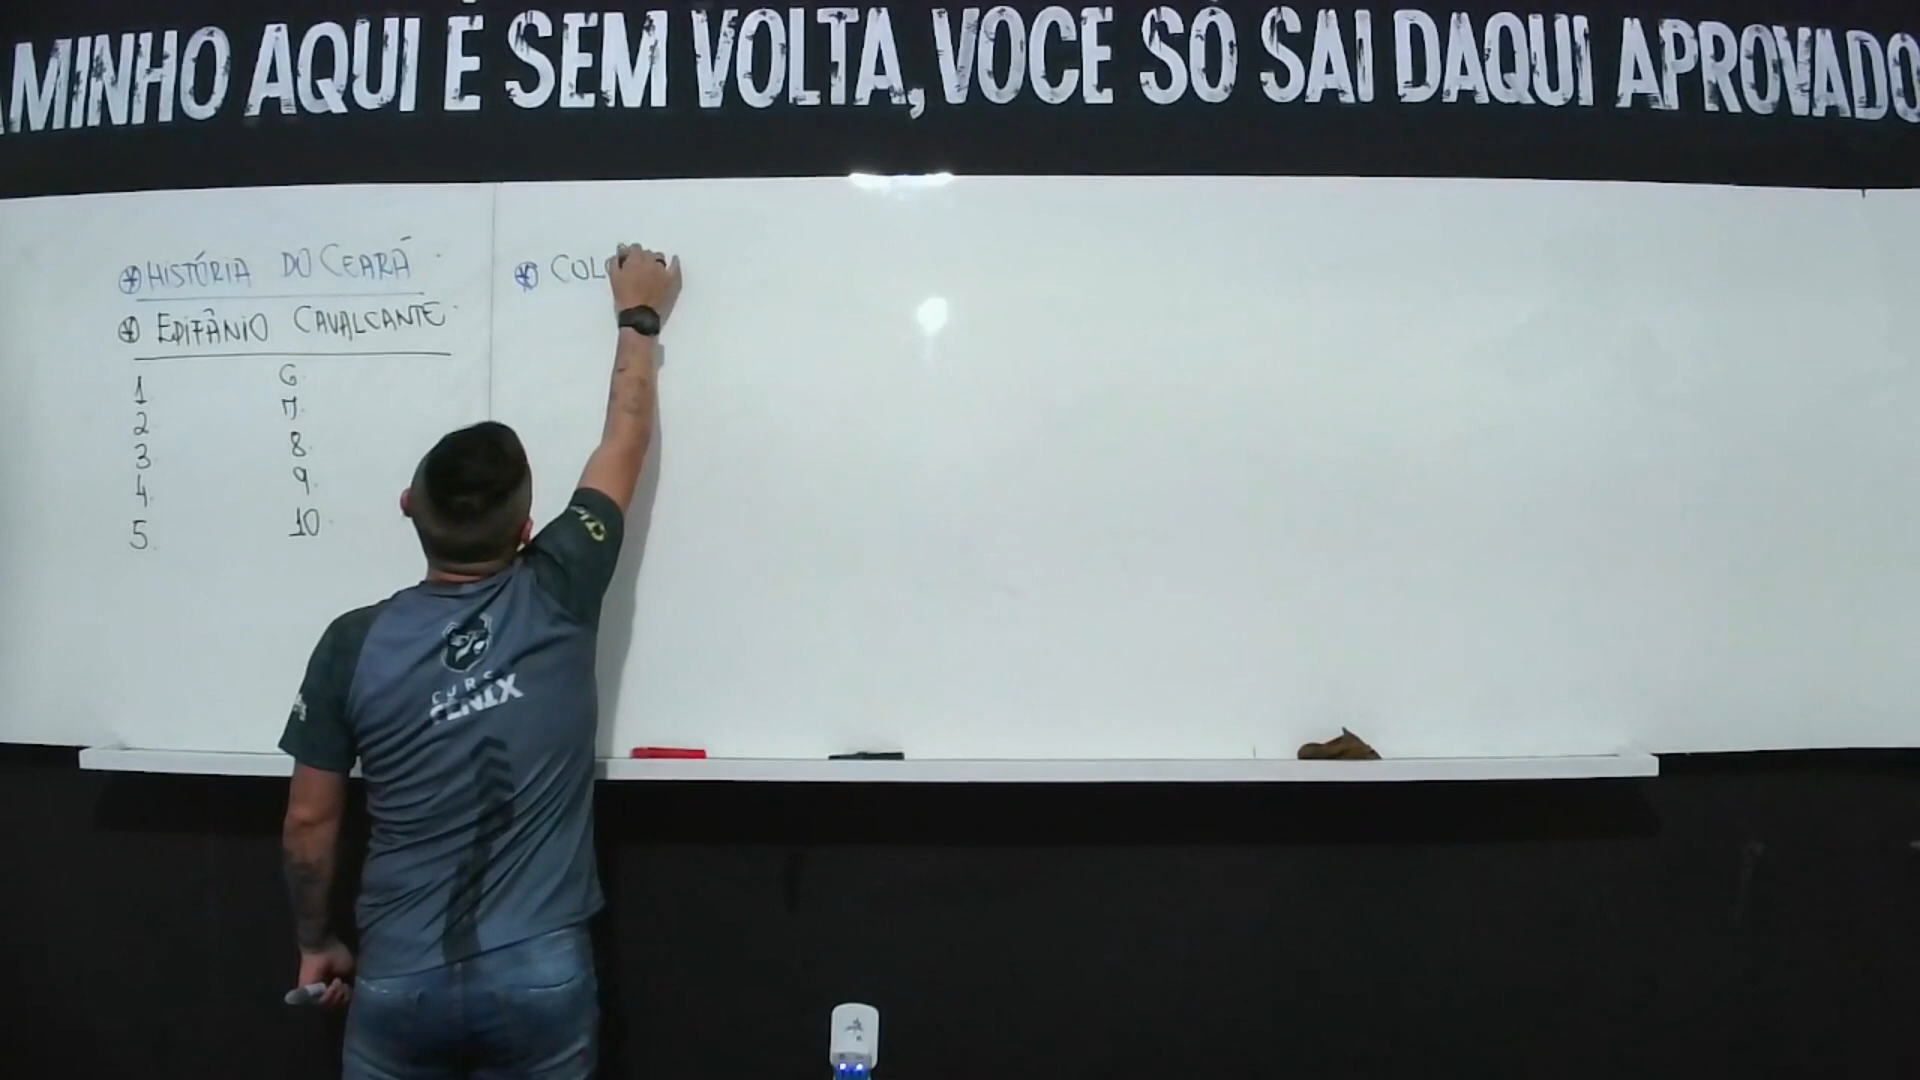 AMINHO AQUI É SEM VOLTA, VOCE SÓ SAI DAQUI APROVADO
HISTÓRIA DO CEARÁ
EPIFÂNIO CAVALCANTE
1
2
3
4
5
6
7
8
9
10
COL
CURSO
FENIX